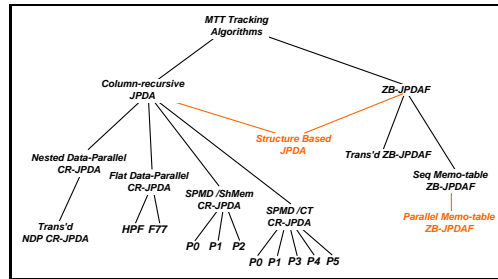 MTT Tracking
Algorithms
Column-recursive
JPDA
ZB-JPDAF
Structure Based
JPDA
Nested Data-Parallel
CR-JPDA
Flat Data-Parallel
CR-JPDA
SPMD /ShMem
CR-JPDA
SPMD /CT
CR-JPDA
Trans'd ZB-JPDAF
Seq Memo-table
ZB-JPDAF
Trans'd
NDP CR-JPDA
HPF F77
P0 P1 P2
P0 P1 P3 P4 P5
Parallel Memo-table
ZB-JPDAF